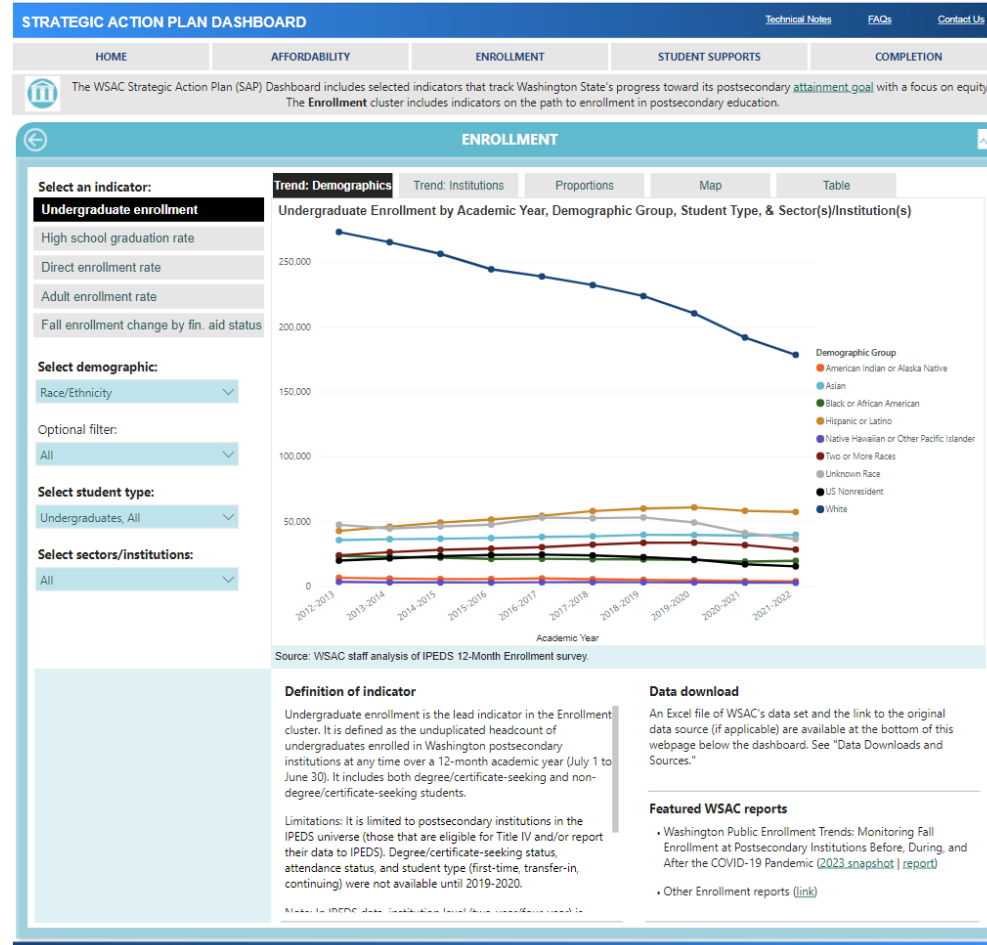 STRATEGIC ACTION PLAN DASHBOARD
Technical Notes
FAQs
Contact Us
HOME
AFFORDABILITY
ENROLLMENT
STUDENT SUPPORTS
COMPLETION
The WSAC Strategic Action Plan (SAP) Dashboard includes selected indicators that track Washington State's progress toward its postsecondary attainment goal with a focus on equity
The Enrollment cluster includes indicators on the path to enrollment in postsecondary education.
ENROLLMENT
Select an indicator:
Undergraduate enrollment
High school graduation rate
Direct enrollment rate
Adult enrollment rate
Fall enrollment change by fin. aid status
Select demographic:
Race/Ethnicity
Optional filter:
All
Select student type:
Undergraduates, All
Select sectors/institutions:
All
Trend: Demographics
Trend: Institutions
Proportions
Map
Table
Undergraduate Enrollment by Academic Year, Demographic Group, Student Type, & Sector(s)/Institution(s)
250,000
200,000
150,000
100,000
50,000
0
2012-2013
2013-2014
2014-2015
2015-2016
2016-2017
2017-2018
2018-2019
2019-2020
2020-2021
2021-2022
Academic Year
Demographic Group
American Indian or Alaska Native
Asian
Black or African American
Hispanic or Latino
Native Hawaiian or Other Pacific Islander
Two or More Races
Unknown Race
US Nonresident
White
Source: WSAC staff analysis of IPEDS 12-Month Enrollment survey.
Definition of indicator
Undergraduate enrollment is the lead indicator in the Enrollment
cluster. It is defined as the unduplicated headcount of
undergraduates enrolled in Washington postsecondary
institutions at any time over a 12-month academic year (July 1 to
June 30). It includes both degree/certificate-seeking and non-
degree/certificate-seeking students.
Limitations: It is limited to postsecondary institutions in the
IPEDS universe (those that are eligible for Title IV and/or report
their data to IPEDS). Degree/certificate-seeking status,
attendance status, and student type (first-time, transfer-in,
continuing) were not available until 2019-2020.
Note: In IPEDS data, institution level (two-year/four-year) is
Data download
An Excel file of WSAC's data set and the link to the original
data source (if applicable) are available at the bottom of this
webpage below the dashboard. See "Data Downloads and
Sources."
Featured WSAC reports
• Washington Public Enrollment Trends: Monitoring Fall
Enrollment at Postsecondary Institutions Before, During, and
After the COVID-19 Pandemic (2023 snapshot | report)
• Other Enrollment reports (link)